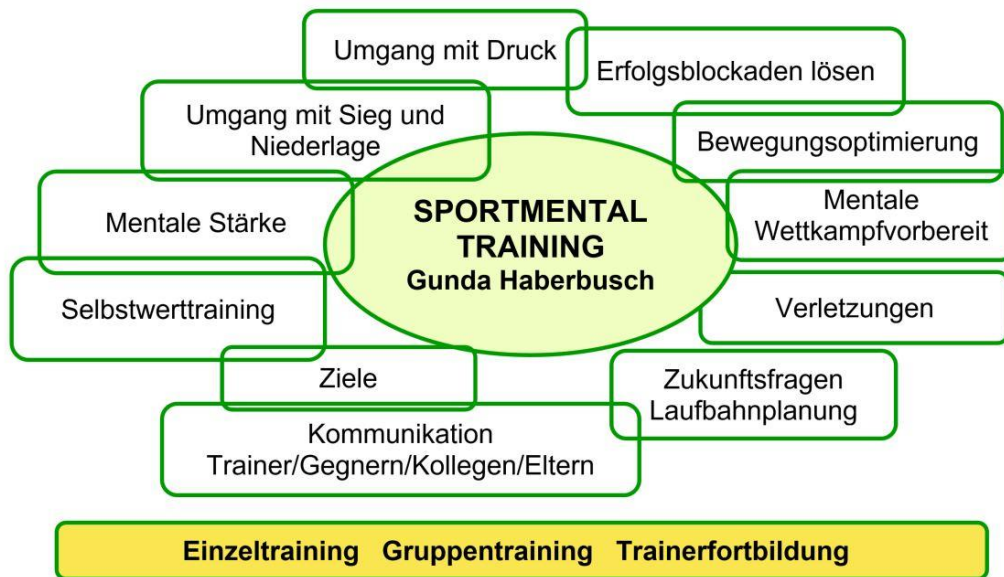 Umgang mit Druck
Erfolgsblockaden lösen
Umgang mit Sieg und
Niederlage
Bewegungsoptimierung
Mentale Stärke
SPORTMENTAL
TRAINING
Gunda Haberbusch
Mentale
Wettkampfvorbereit
Selbstwerttraining
Verletzungen
Ziele
Zukunftsfragen
Laufbahnplanung
Kommunikation
Trainer/Gegnern/Kollegen/Eltern
Einzeltraining Gruppentraining Trainerfortbildung